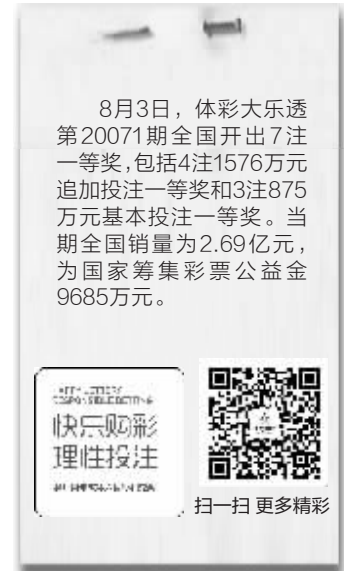 8月3日，体彩大乐透
第20071期全国开出7注
一等奖,包括4注1576万元
追加投注一等奖和3注875
万元基本投注一等奖。当
期全国销量为2.69亿元，
为国家筹集彩票公益金
9685万元。
快乐购彩
理性投注
扫一扫 更多精彩